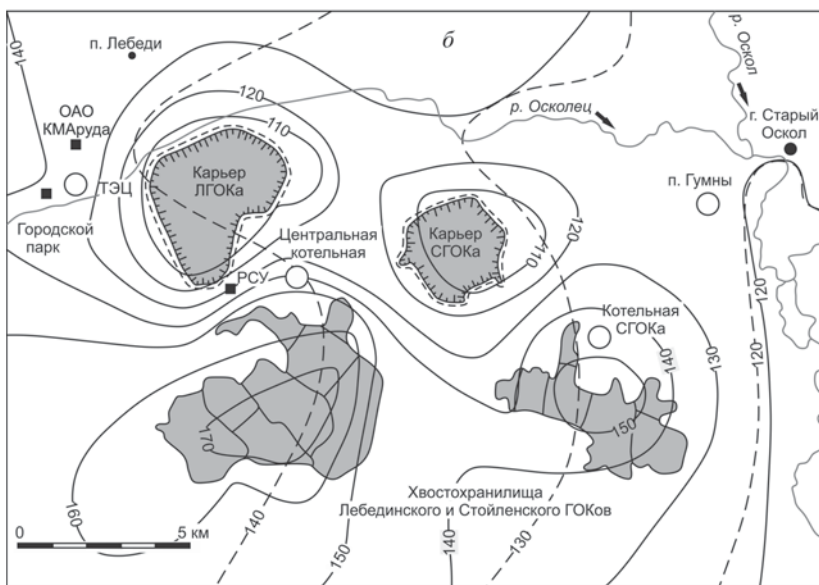 140
п. Лебеди
б
р. Оскол
120
110
р. Осколец
г. Старый
Оскол
ОАО
КМАруда
Карьер
ЛГОКа
ТЭЦ
п. Гумны
Городской
парк
Центральная
котельная
Карьер
СГОКа
120
110
РСУ
Котельная
СГОКа
120
120
140
130
150
170
160
Хвостохранилища
Лебединского и Стойленского ГОКов
0
5 км
140
150
140
130